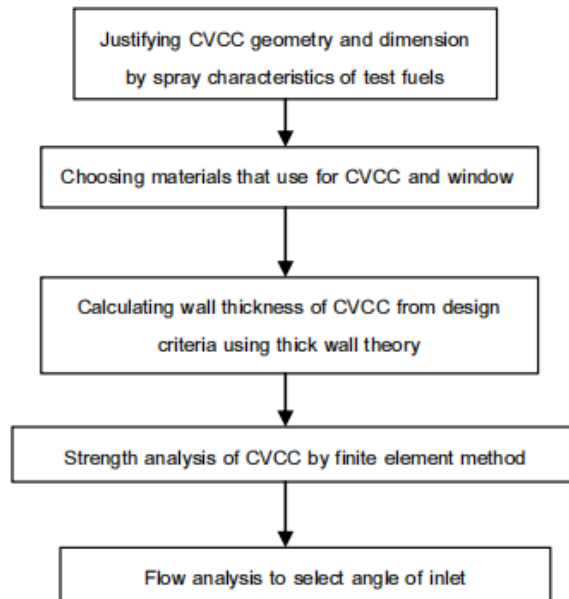 Justifying CVCC geometry and dimension
by spray characteristics of test fuels
Choosing materials that use for CVCC and window
Calculating wall thickness of CVCC from design
criteria using thick wall theory
Strength analysis of CVCC by finite element method
Flow analysis to select angle of inlet